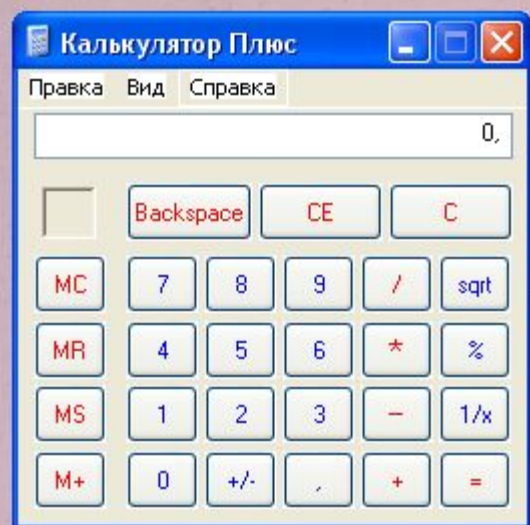 Калькулятор Плюс
Правка Вид Справка
0,
Backspace CE C
MC 7 8 9 / sqrt
MR 4 5 6 * %
MS 1 2 3 - 1/x
M+ 0 +/- , + =